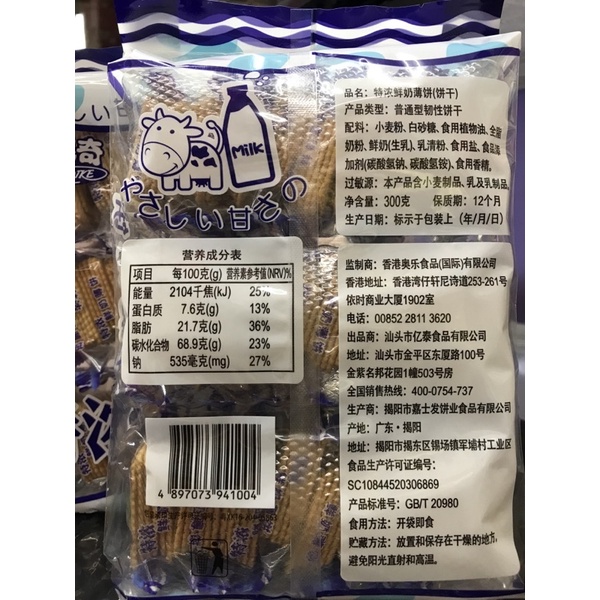 Milk
やさしい甘さの
品名：特浓鲜奶薄饼(饼干)
产品类型：普通型韧性饼干
配料：小麦粉、白砂糖、食用植物油、全脂
奶粉、鲜奶(生乳)、乳清粉、食用盐、食品添
加剂(碳酸氢钠、碳酸氢铵)、食用香精。
过敏源：本产品含小麦制品、乳及乳制品
净含量：300克 保质期：12个月
生产日期：标示于包装上（年/月/日）
营养成分表
项目 每100克(g) 营养素参考值(NRV)%
能量 2104千焦(kJ) 25%
蛋白质 7.6克(g) 13%
脂肪 21.7克(g) 36%
碳水化合物 68.9克(g) 23%
钠 535毫克(mg) 27%
监制商：香港奥乐食品(国际)有限公司
香港地址：香港湾仔轩尼诗道253-261号
依时商业大厦1902室
电话：00852 2811 3620
出品商：汕头市亿泰食品有限公司
地址：汕头市金平区东厦路100号
金紫名邦花园1幢503号房
全国销售热线：400-0754-737
生产商：揭阳市嘉士发饼业食品有限公司
产地：广东·揭阳
地址：揭阳市揭东区锡场镇军埔村工业区
食品生产许可证编号：
SC10844520306869
产品标准号：GB/T 20980
食用方法：开袋即食
贮藏方法：放置和保存在干燥的地方，
避免阳光直射和高温。
4 897073 941004
特浓